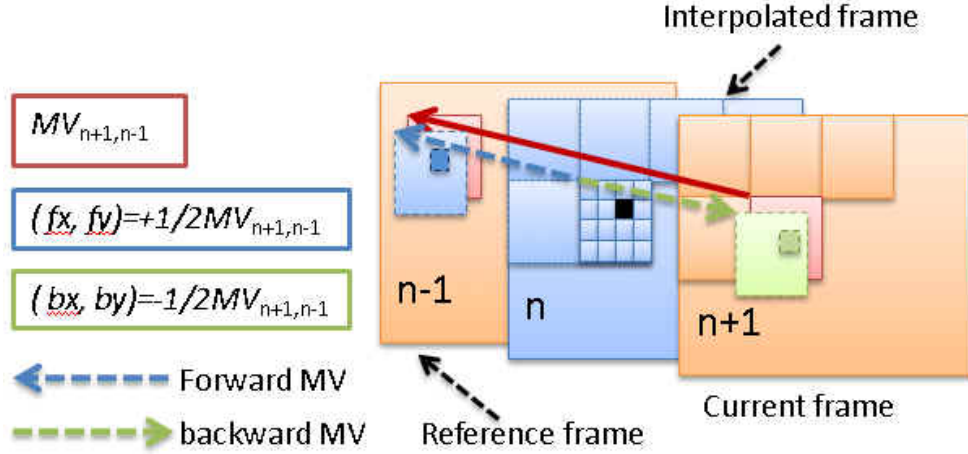 Interpolated frame
MVn+1,n-1
(fx, fy)=+1/2MVn+1,n-1
(bx, by)=-1/2MVn+1,n-1
n-1
n
n+1
Forward MV
backward MV
Reference frame
Current frame